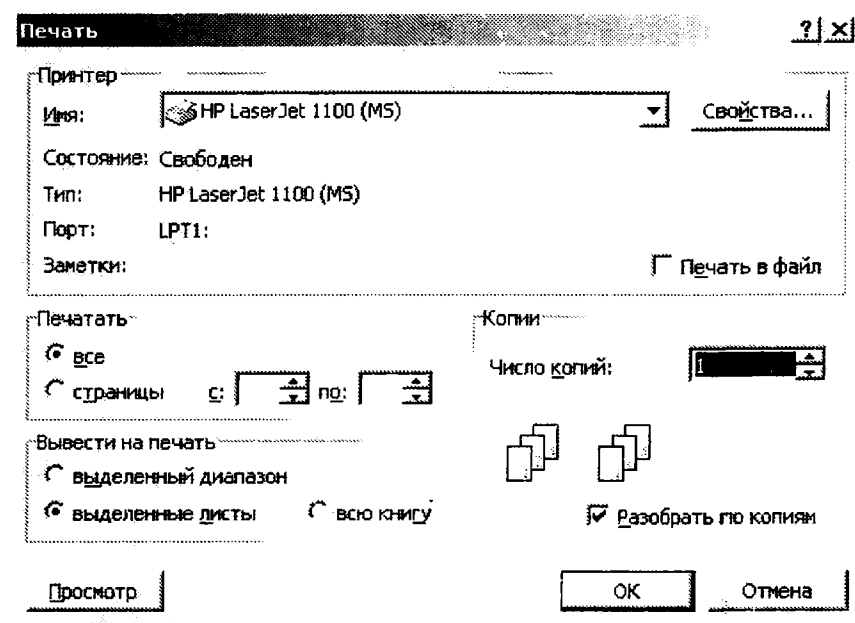 Печать
Принтер
Имя: HP LaserJet 1100 (MS) Свойства...
Состояние: Свободен
Тип: HP LaserJet 1100 (MS)
Порт: LPT1:
Заметки: Печать в файл
Печатать
все
страницы с: по:
Копии
Число копий: 1
Вывести на печать
выделенный диапазон
выделенные листы всю книгу
Разобрать по копиям
Просмотр OK Отмена